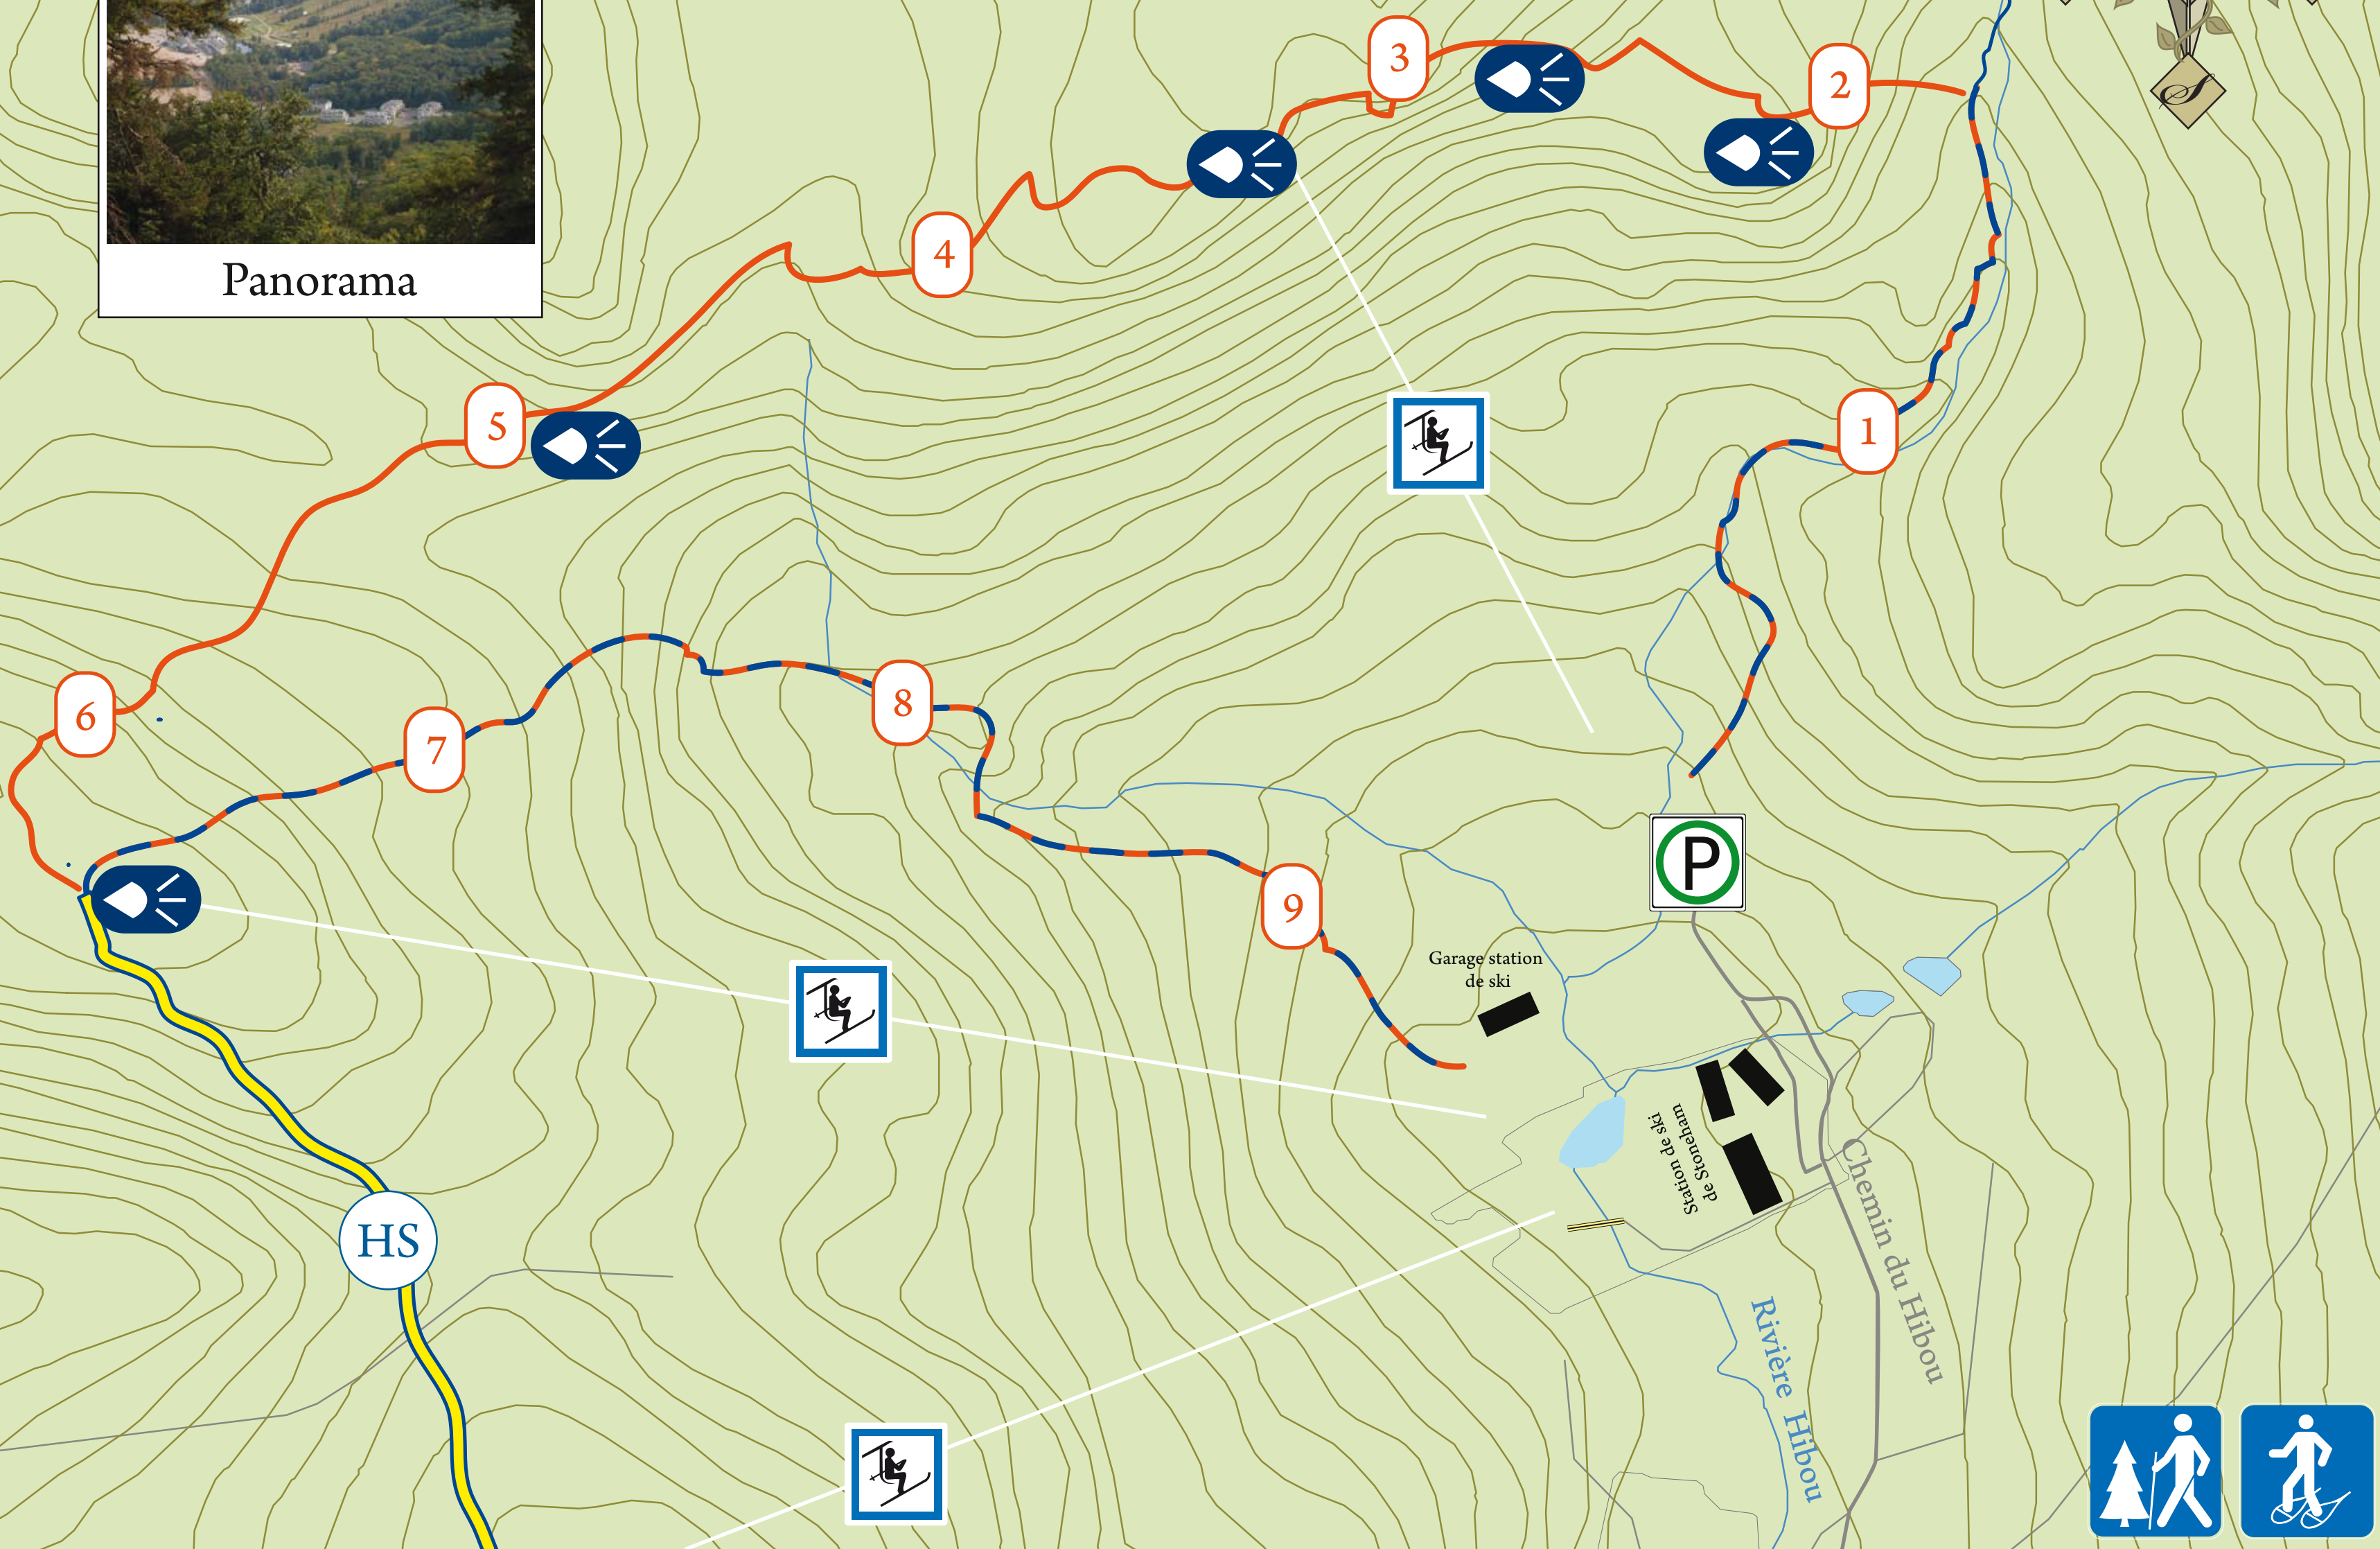 Panorama
3
2
4
5
1
6
7
8
9
P
Garage station
de ski
Station de ski
de Stoneham
Chemin du Hibou
Rivière Hibou
HS